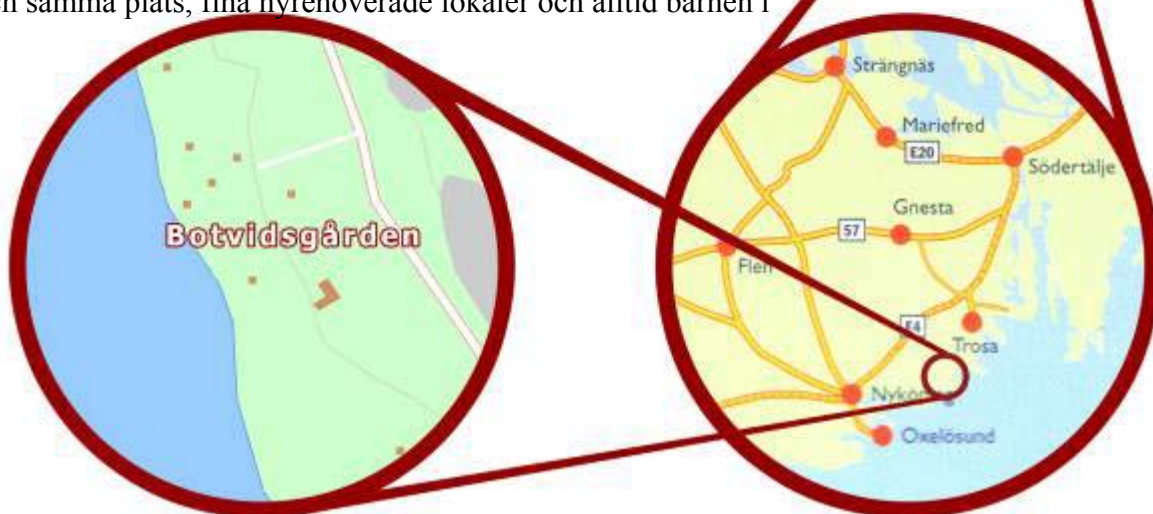 samma plats, fina nyrenoverade lokaler och alltid barnen i
Strängnäs
Mariefred
E20
Södertälje
Gnesta
57
Flen
E4
Trosa
Nyköping
Oxelösund
Botvidsgården